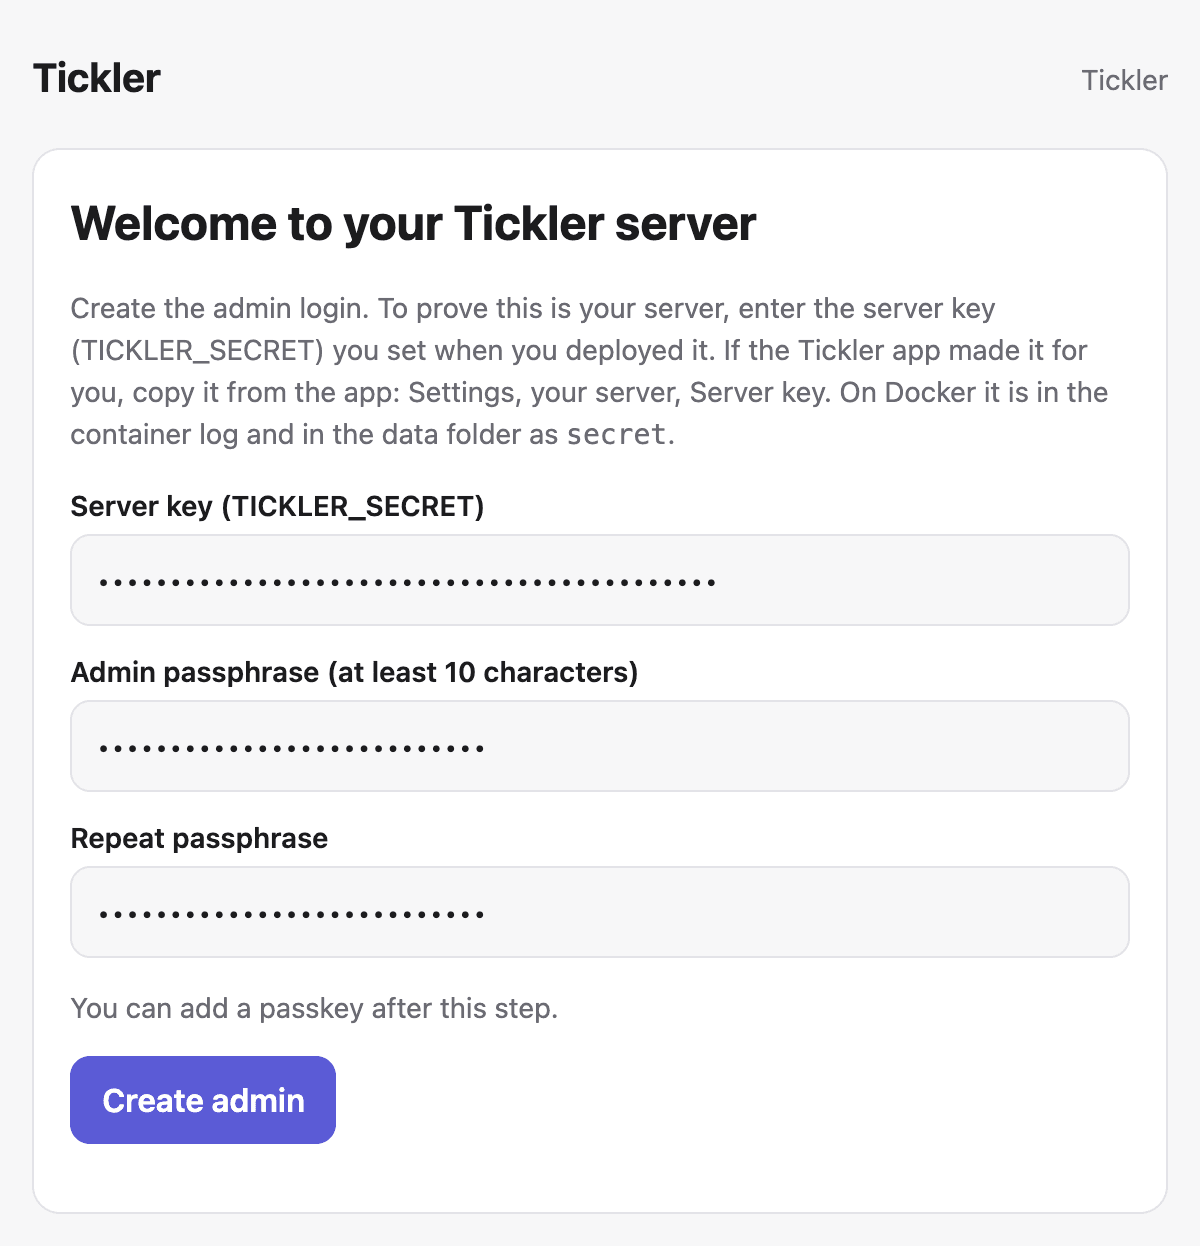 Tickler
Tickler
Welcome to your Tickler server
Create the admin login. To prove this is your server, enter the server key
(TICKLER_SECRET) you set when you deployed it. If the Tickler app made it for
you, copy it from the app: Settings, your server, Server key. On Docker it is in the
container log and in the data folder as secret.
Server key (TICKLER_SECRET)
Admin passphrase (at least 10 characters)
Repeat passphrase
You can add a passkey after this step.
Create admin